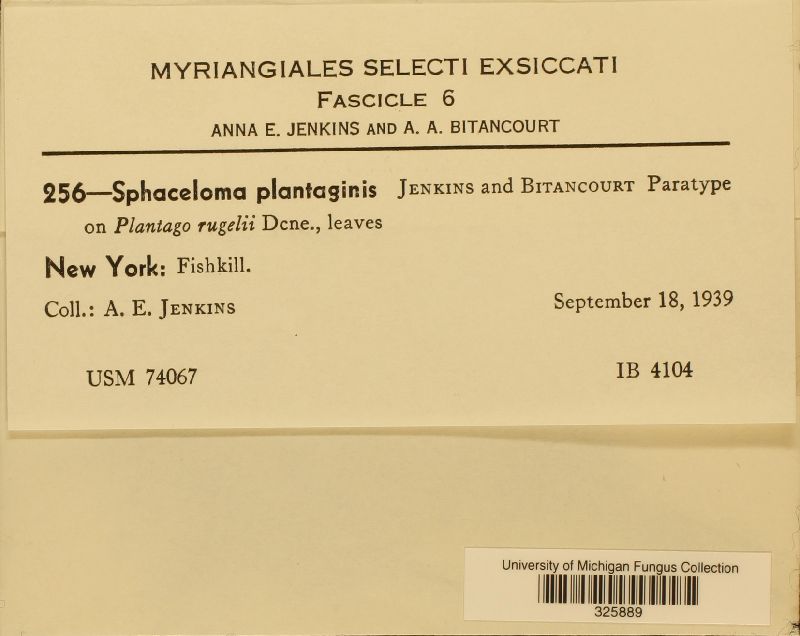 MYRIANGIALES SELECTI EXSICCATI
FASCICLE 6
ANNA E. JENKINS AND A. A. BITANCOURT
256—Sphaceloma plantaginis JENKINS and BITANCOURT Paratype
on Plantago rugelii Dcne., leaves
New York: Fishkill.
Coll.: A. E. JENKINS September 18, 1939
USM 74067 IB 4104
University of Michigan Fungus Collection
325889